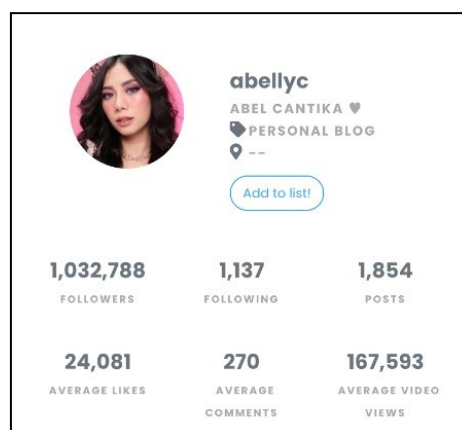 abellyc
ABEL CANTIKA ♥
PERSONAL BLOG
--
Add to list!
1,032,788
FOLLOWERS
1,137
FOLLOWING
1,854
POSTS
24,081
AVERAGE LIKES
270
AVERAGE
COMMENTS
167,593
AVERAGE VIDEO
VIEWS